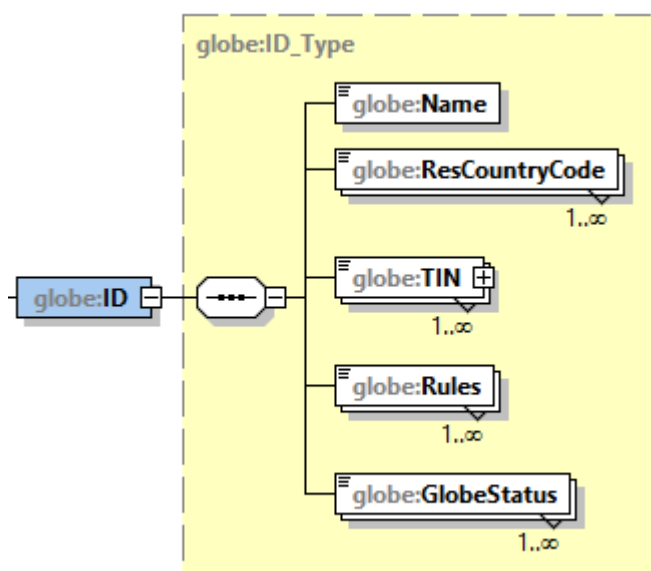 globe:ID_Type
globe:Name
globe:ResCountryCode
1..∞
globe:ID
globe:TIN
1..∞
globe:Rules
1..∞
globe:GlobeStatus
1..∞